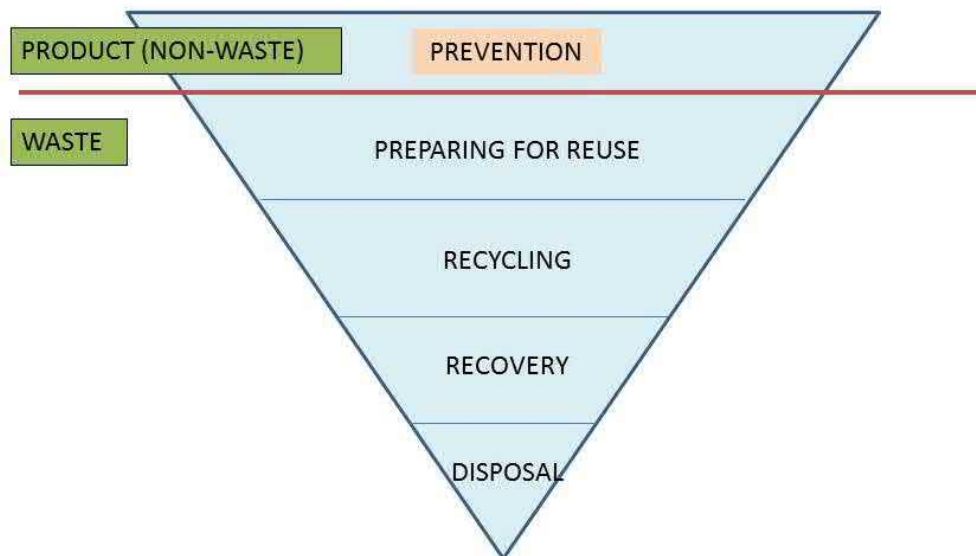 PRODUCT (NON-WASTE)
PREVENTION
WASTE
PREPARING FOR REUSE
RECYCLING
RECOVERY
DISPOSAL